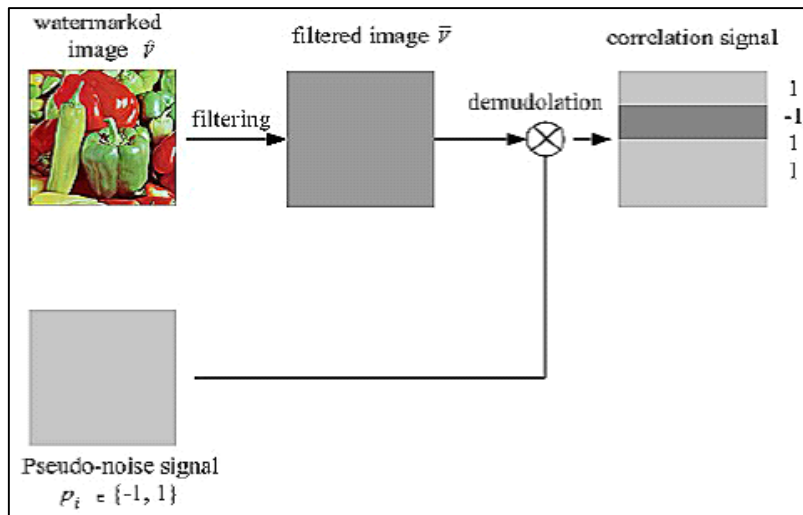 watermarked
image v̂
filtered image v̄
correlation signal
filtering
demudolation
1
-1
1
1
Pseudo-noise signal
pᵢ ε {-1, 1}